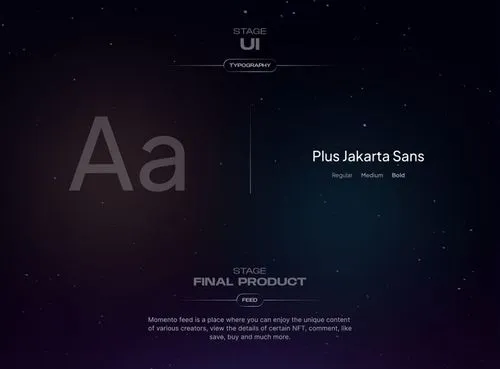 STAGE
UI
TYPOGRAPHY
Aa
Plus Jakarta Sans
Regular Medium Bold
STAGE
FINAL PRODUCT
FEED
Momento feed is a place where you can enjoy the unique content
of various creators, view the details of certain NFT, comment, like
save, buy and much more.